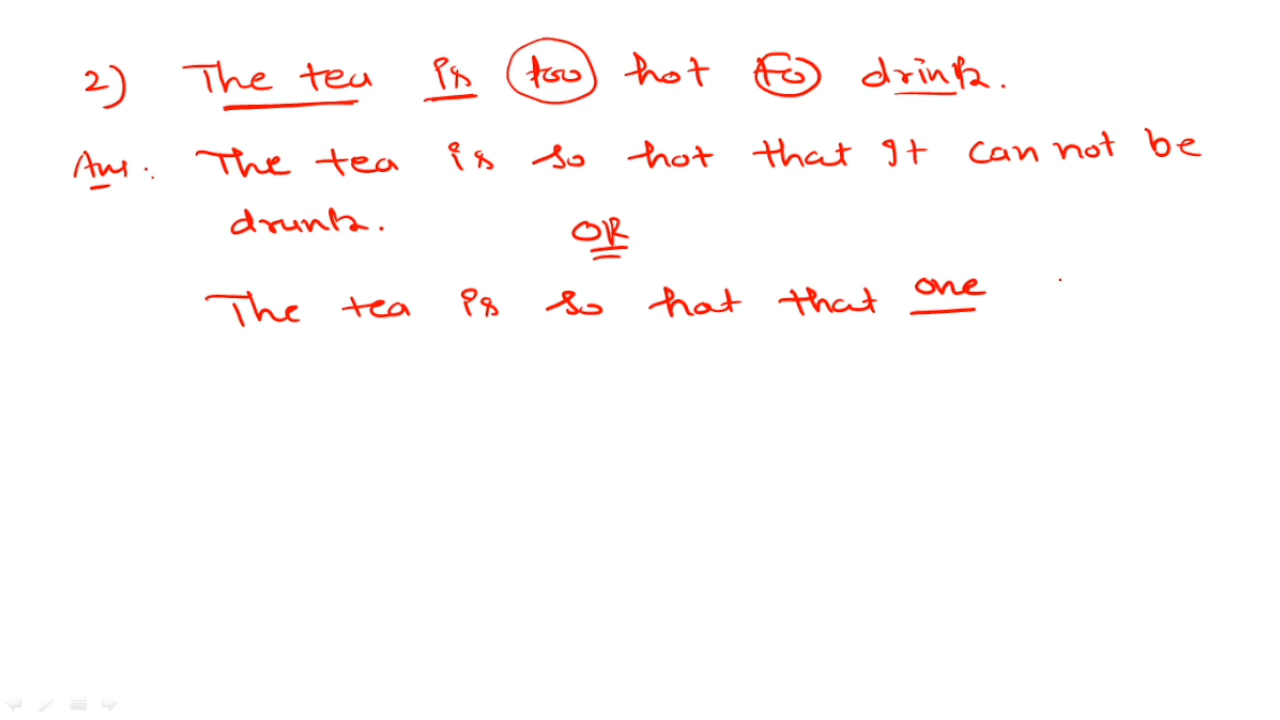 2) The tea is too hot to drink.
Ans: The tea is so hot that It can not be
drunk. OR
The tea is so hot that one